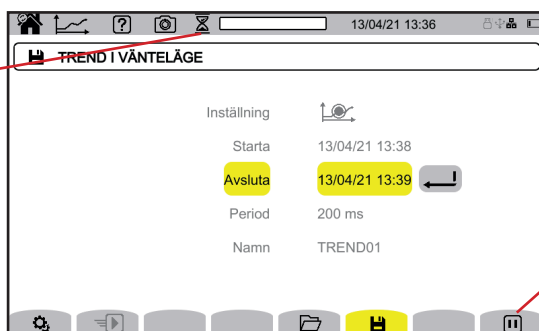 13/04/21 13:36
TREND I VÄNTELÄGE
Inställning
Starta 13/04/21 13:38
Avsluta 13/04/21 13:39
Period 200 ms
Namn TREND01